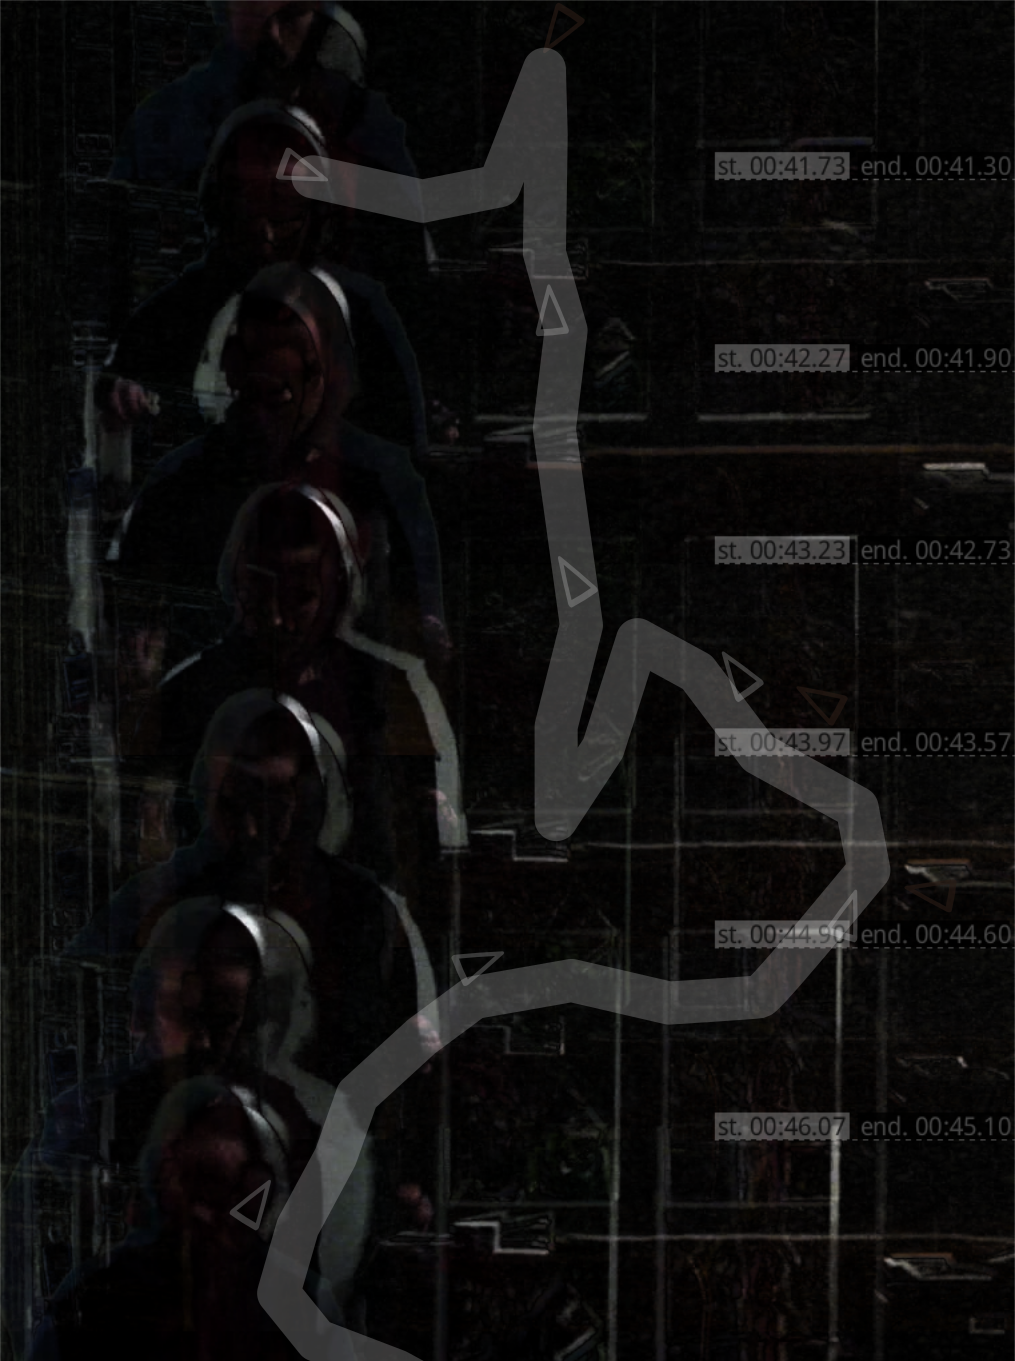 st. 00:41.73 end. 00:41.30
st. 00:42.27 end. 00:41.90
st. 00:43.23 end. 00:42.73
st. 00:43.97 end. 00:43.57
st. 00:44.90 end. 00:44.60
st. 00:46.07 end. 00:45.10